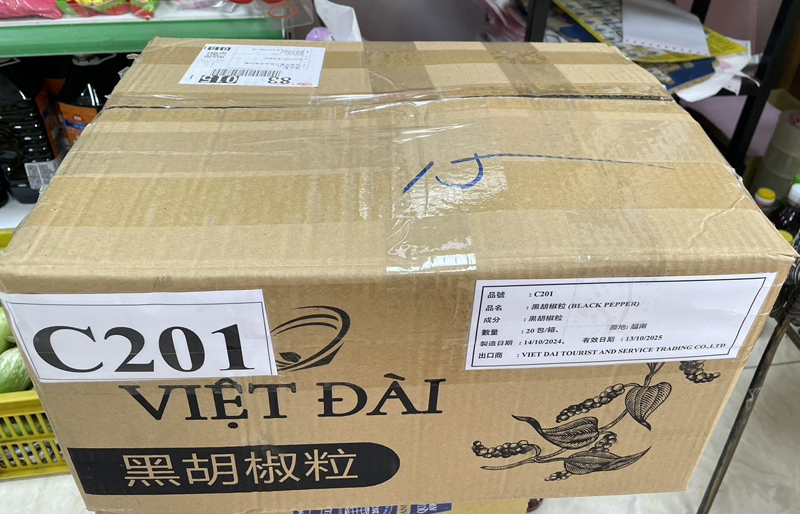 015
83
C201
VIỆT ĐÀI
黑胡椒粒
品號 : C201
品名 : 黑胡椒粒 (BLACK PEPPER)
成分 : 黑胡椒粒
數量 : 20 包/箱、 產地: 越南
製造日期 : 14/10/2024、 有效日期 : 13/10/2025
出口商 : VIET DAI TOURIST AND SERVICE TRADING CO.,LTD